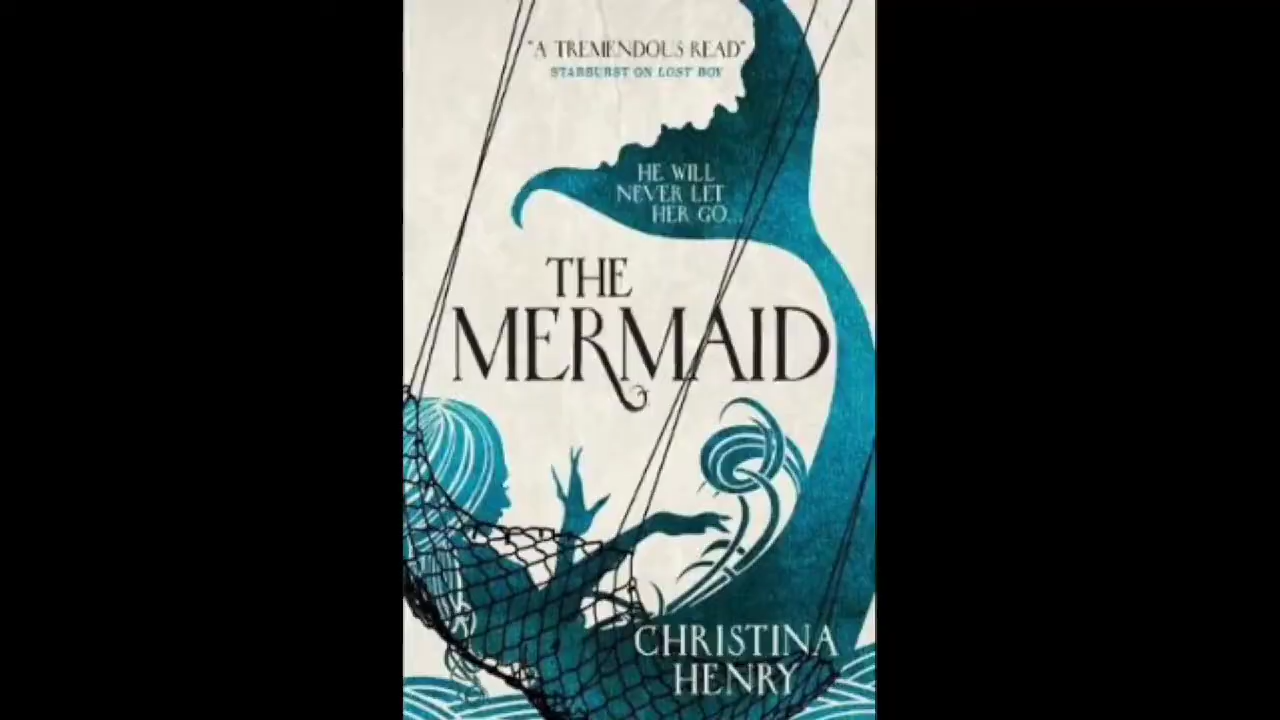 "A TREMENDOUS READ"
STARBURST ON LOST BOY
HE WILL
NEVER LET
HER GO...
THE
MERMAID
CHRISTINA
HENRY